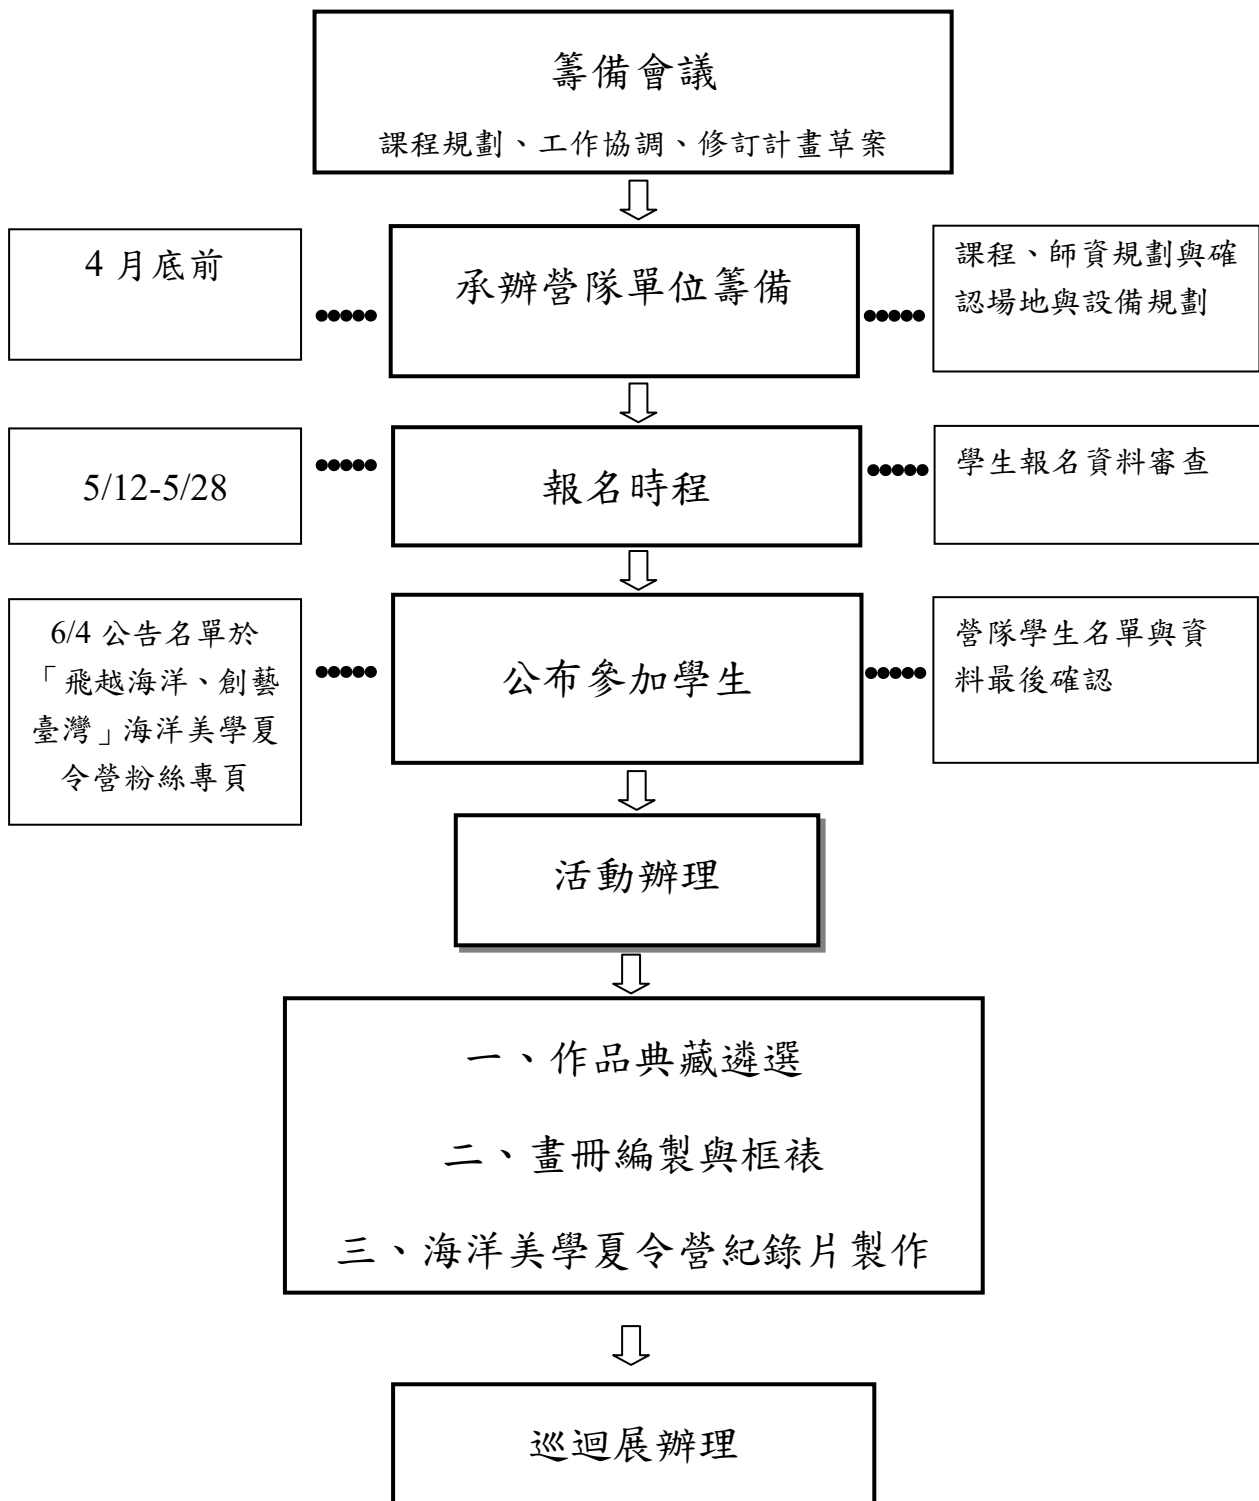 籌備會議
課程規劃、工作協調、修訂計畫草案
4 月底前
承辦營隊單位籌備
課程、師資規劃與確
認場地與設備規劃
5/12-5/28
報名時程
學生報名資料審查
6/4 公告名單於
「飛越海洋、創藝
臺灣」海洋美學夏
令營粉絲專頁
公布參加學生
營隊學生名單與資
料最後確認
活動辦理
一、作品典藏遴選
二、畫冊編製與框裱
三、海洋美學夏令營紀錄片製作
巡迴展辦理